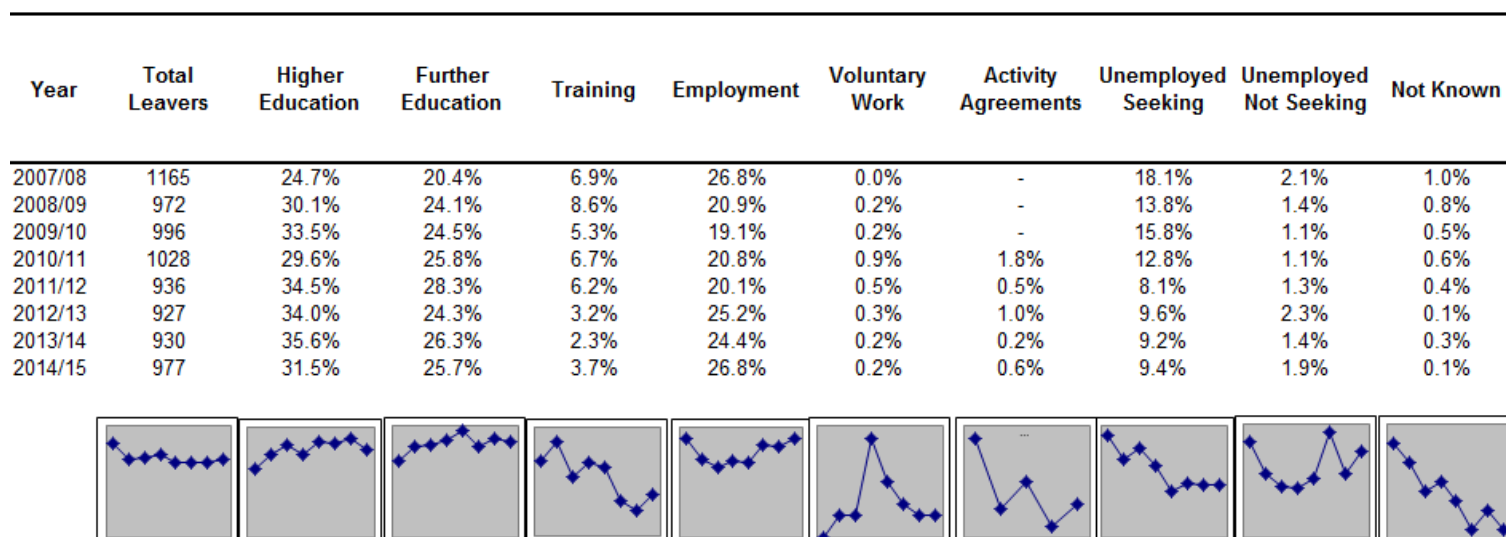 Year Total Leavers Higher Education Further Education Training Employment Voluntary Work Activity Agreements Unemployed Seeking Unemployed Not Seeking Not Known
2007/08 1165 24.7% 20.4% 6.9% 26.8% 0.0% - 18.1% 2.1% 1.0%
2008/09 972 30.1% 24.1% 8.6% 20.9% 0.2% - 13.8% 1.4% 0.8%
2009/10 996 33.5% 24.5% 5.3% 19.1% 0.2% - 15.8% 1.1% 0.5%
2010/11 1028 29.6% 25.8% 6.7% 20.8% 0.9% 1.8% 12.8% 1.1% 0.6%
2011/12 936 34.5% 28.3% 6.2% 20.1% 0.5% 0.5% 8.1% 1.3% 0.4%
2012/13 927 34.0% 24.3% 3.2% 25.2% 0.3% 1.0% 9.6% 2.3% 0.1%
2013/14 930 35.6% 26.3% 2.3% 24.4% 0.2% 0.2% 9.2% 1.4% 0.3%
2014/15 977 31.5% 25.7% 3.7% 26.8% 0.2% 0.6% 9.4% 1.9% 0.1%